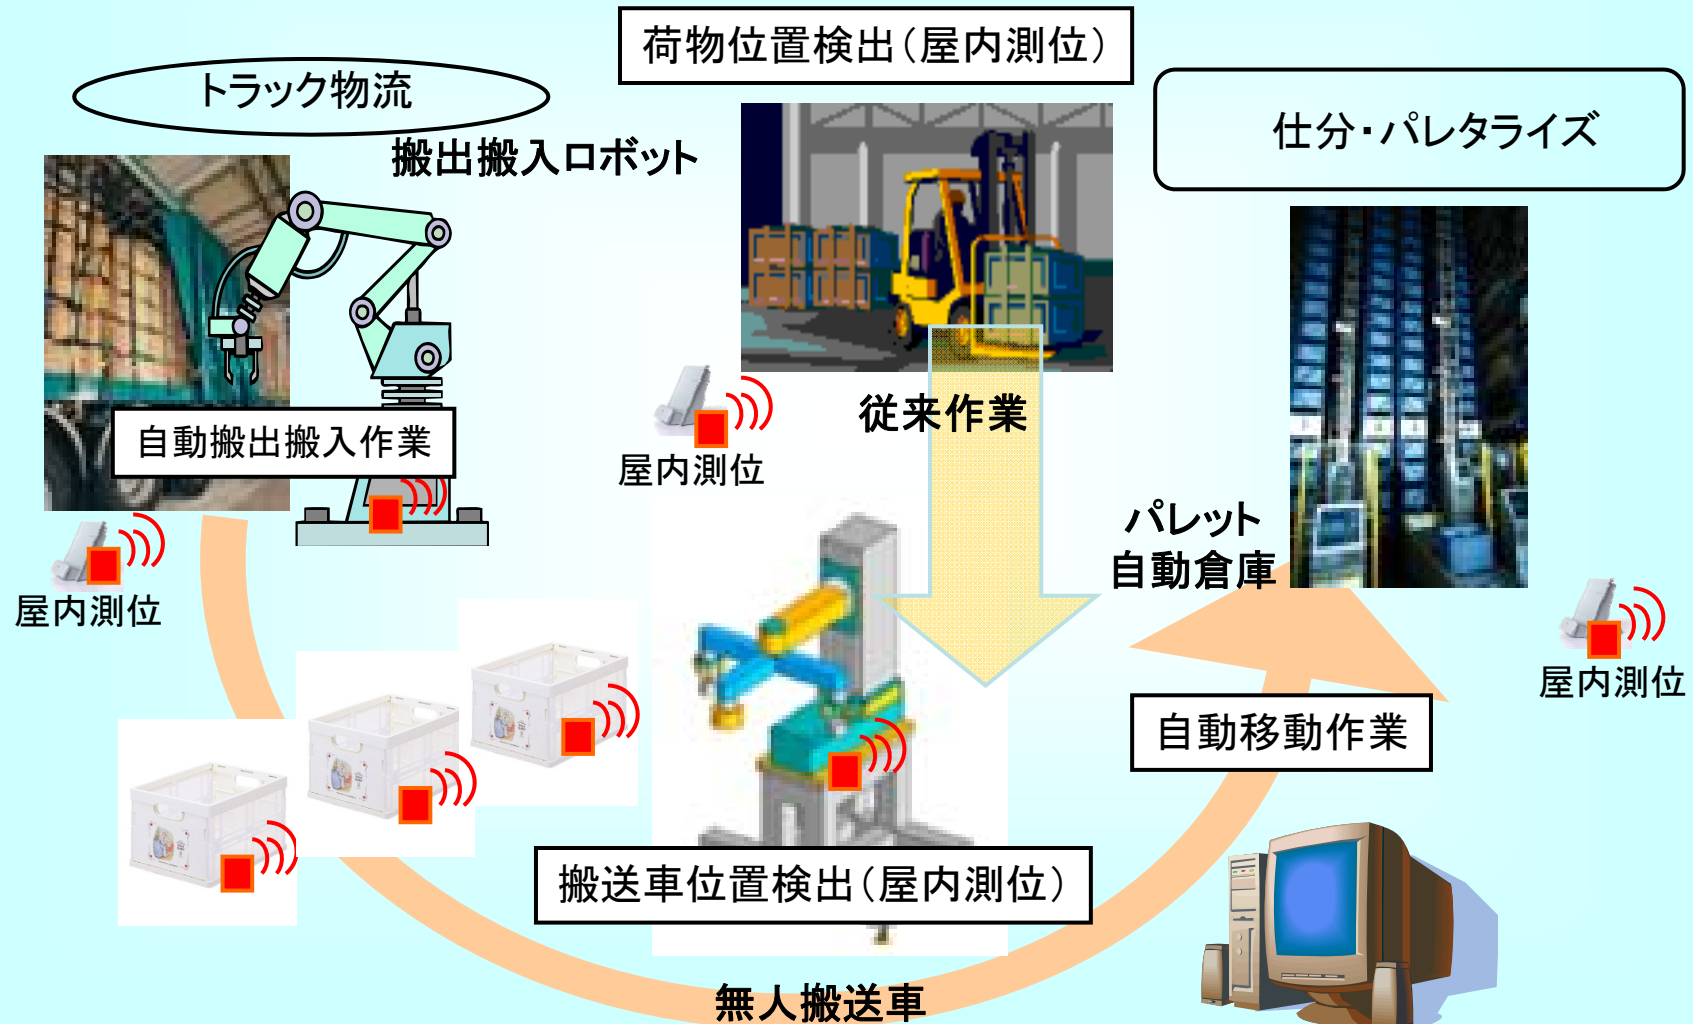 荷物位置検出（屋内測位）
トラック物流
仕分・パレタライズ
搬出搬入ロボット
従来作業
自動搬出搬入作業
屋内測位
パレット
自動倉庫
屋内測位
屋内測位
自動移動作業
搬送車位置検出（屋内測位）
無人搬送車